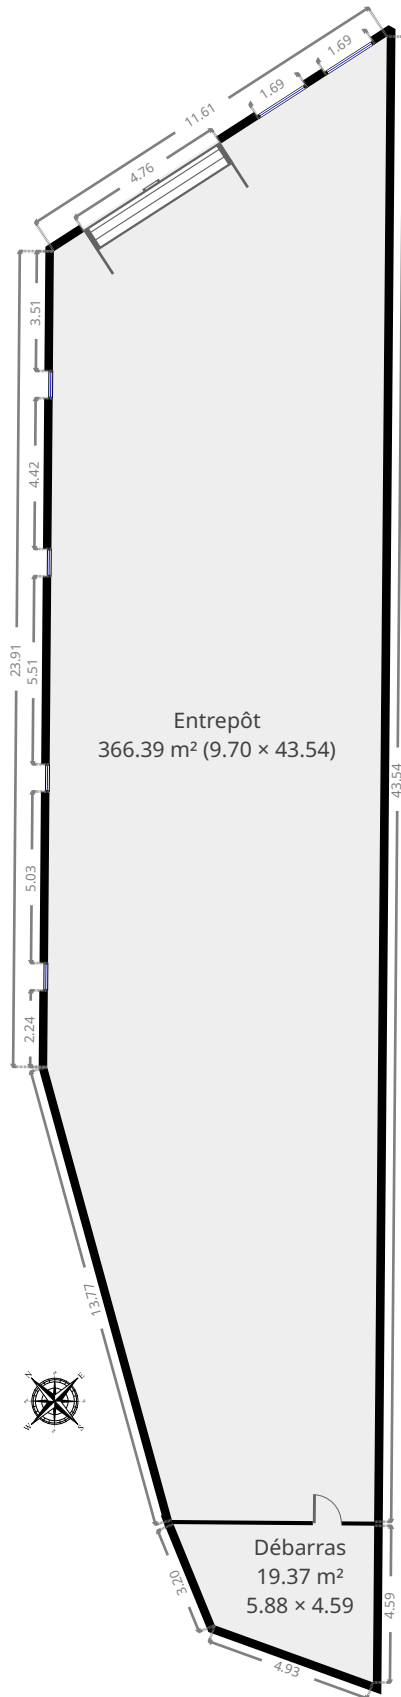 1.69
1.69
11.61
4.76
3.51
4.42
23.91
5.51
Entrepôt
366.39 m² (9.70 × 43.54)
43.54
5.03
2.24
13.77
N
E
W
S
Débarras
19.37 m²
5.88 × 4.59
3.20
4.59
4.93